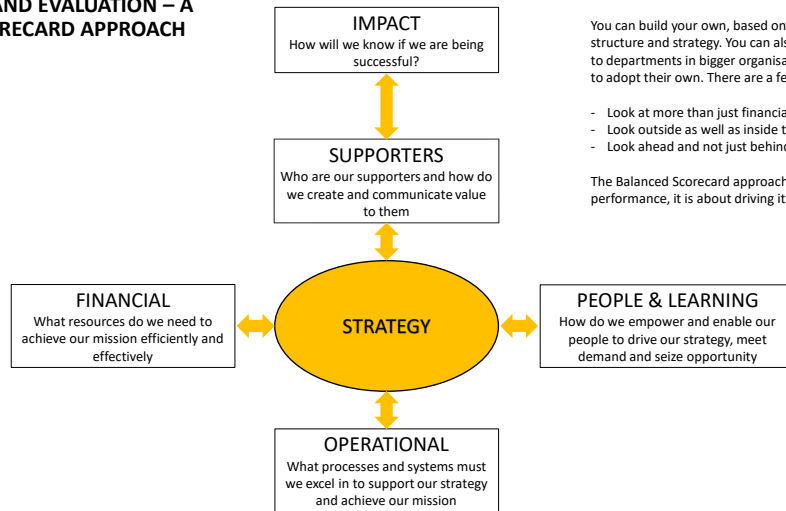 AND EVALUATION – A
RECARD APPROACH
IMPACT
How will we know if we are being
successful?
You can build your own, based on
structure and strategy. You can als
to departments in bigger organisa
to adopt their own. There are a fe
- Look at more than just financia
- Look outside as well as inside t
- Look ahead and not just behind
The Balanced Scorecard approach
performance, it is about driving it
SUPPORTERS
Who are our supporters and how do
we create and communicate value
to them
FINANCIAL
What resources do we need to
achieve our mission efficiently and
effectively
STRATEGY
PEOPLE & LEARNING
How do we empower and enable our
people to drive our strategy, meet
demand and seize opportunity
OPERATIONAL
What processes and systems must
we excel in to support our strategy
and achieve our mission